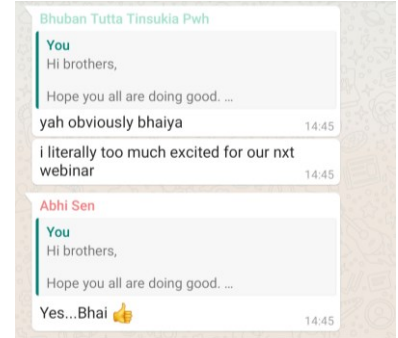 Bhuban Tutta Tinsukia Pwh
You
Hi brothers,
Hope you all are doing good. ...
yah obviously bhaiya
14:45
i literally too much excited for our nxt
webinar
14:45
Abhi Sen
You
Hi brothers,
Hope you all are doing good. ...
Yes...Bhai 👍
14:45